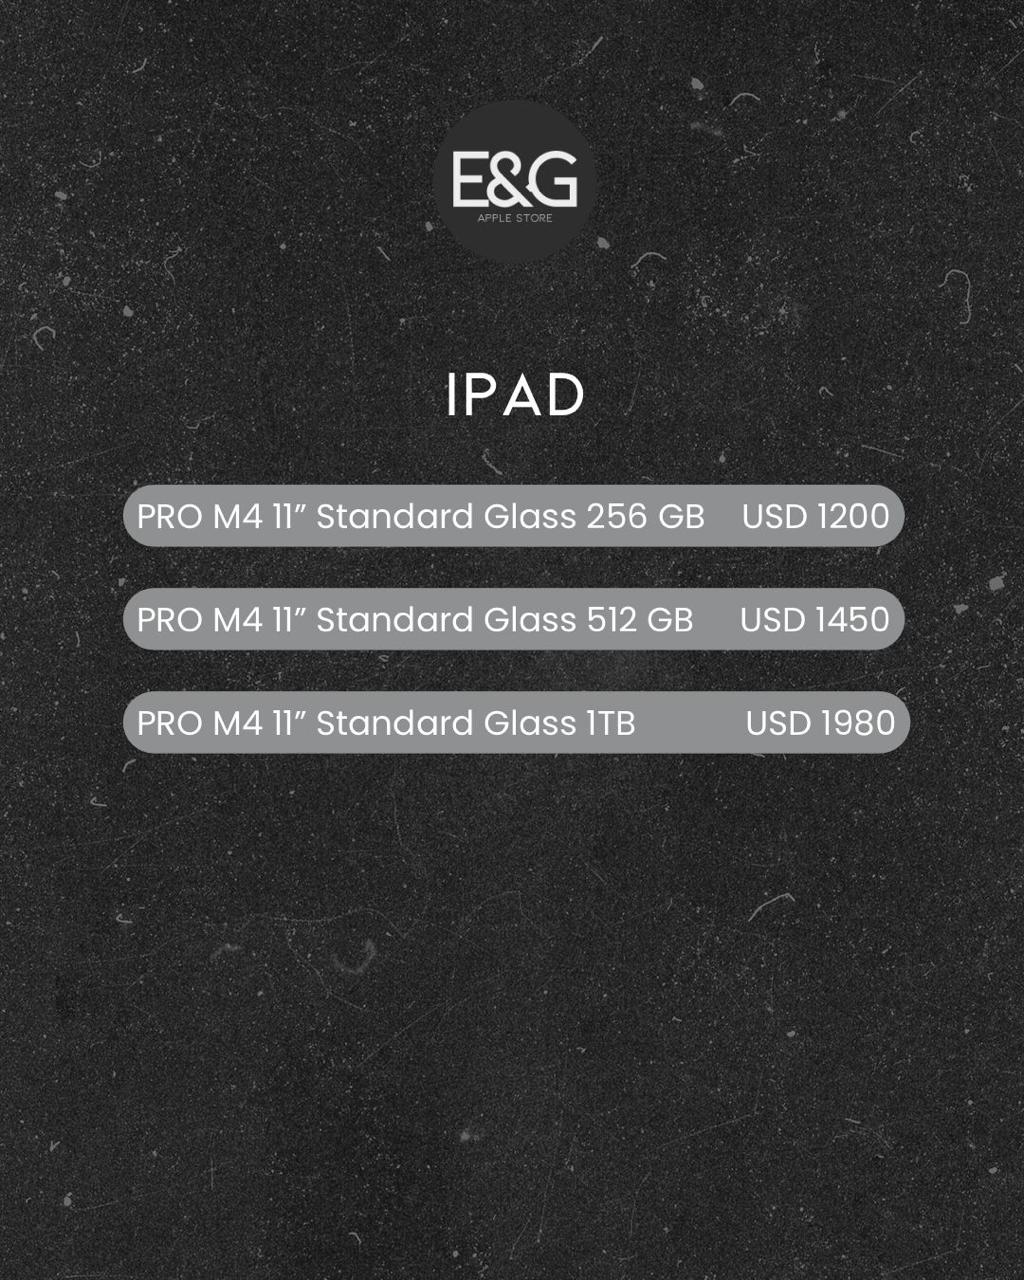 E&G
APPLE STORE
IPAD
PRO M4 11” Standard Glass 256 GB USD 1200
PRO M4 11” Standard Glass 512 GB USD 1450
PRO M4 11” Standard Glass 1TB USD 1980